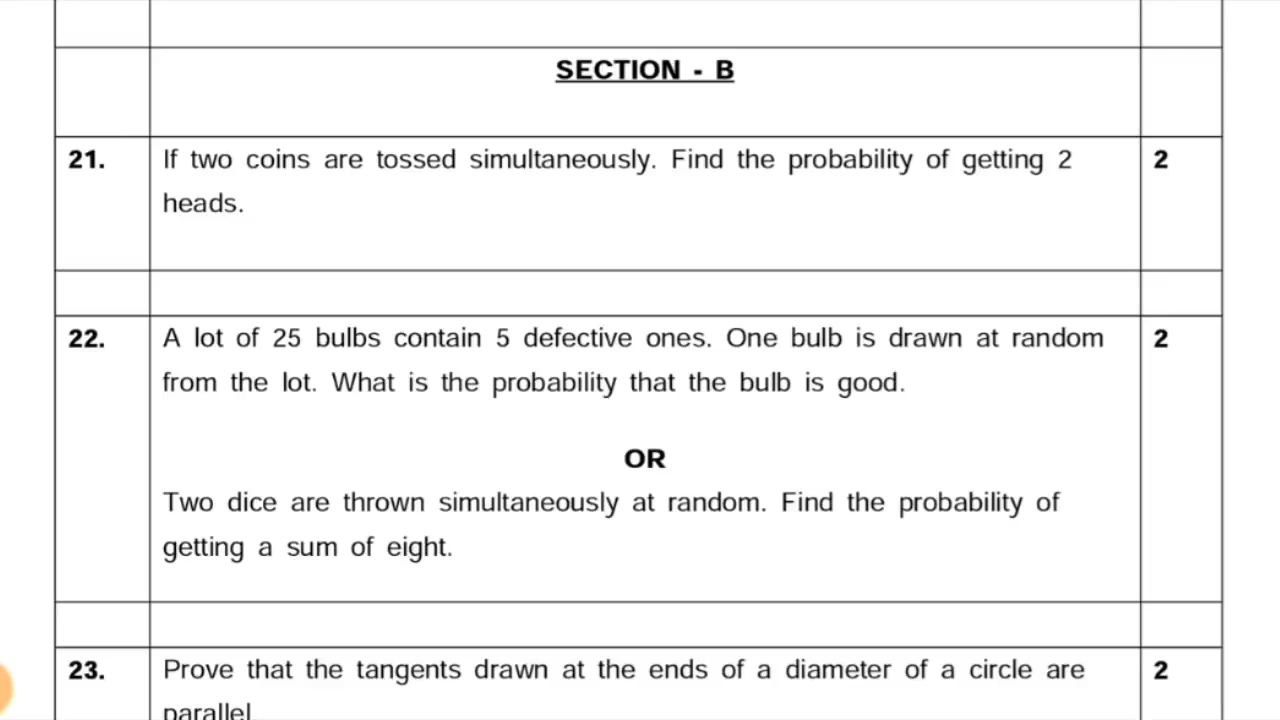 SECTION - B
21. If two coins are tossed simultaneously. Find the probability of getting 2 2
heads.
22. A lot of 25 bulbs contain 5 defective ones. One bulb is drawn at random 2
from the lot. What is the probability that the bulb is good.
OR
Two dice are thrown simultaneously at random. Find the probability of
getting a sum of eight.
23. Prove that the tangents drawn at the ends of a diameter of a circle are 2
parallel.